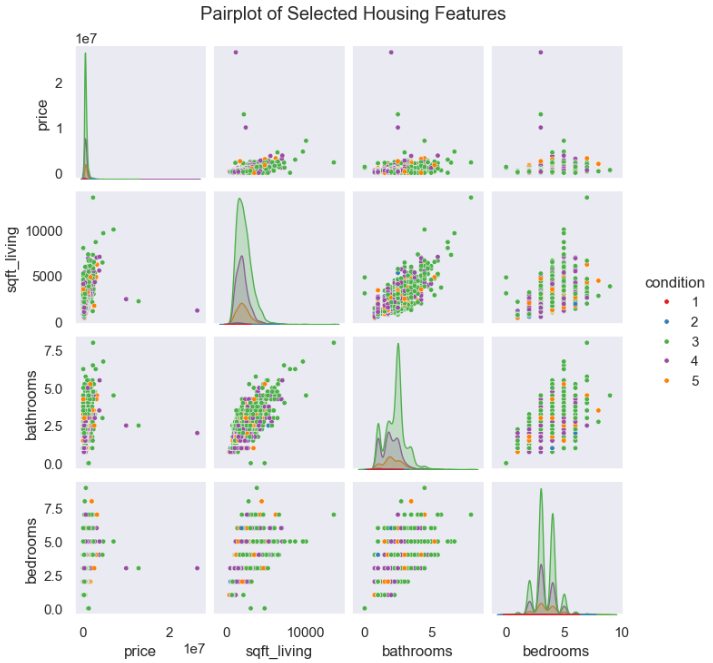 Pairplot of Selected Housing Features
1e7
2
1
0
price
10000
5000
0
sqft_living
condition
1
2
3
4
5
7.5
5.0
2.5
0.0
bathrooms
7.5
5.0
2.5
0.0
bedrooms
0 2
1e7
price
0 10000
sqft_living
0 5
bathrooms
0 5 10
bedrooms